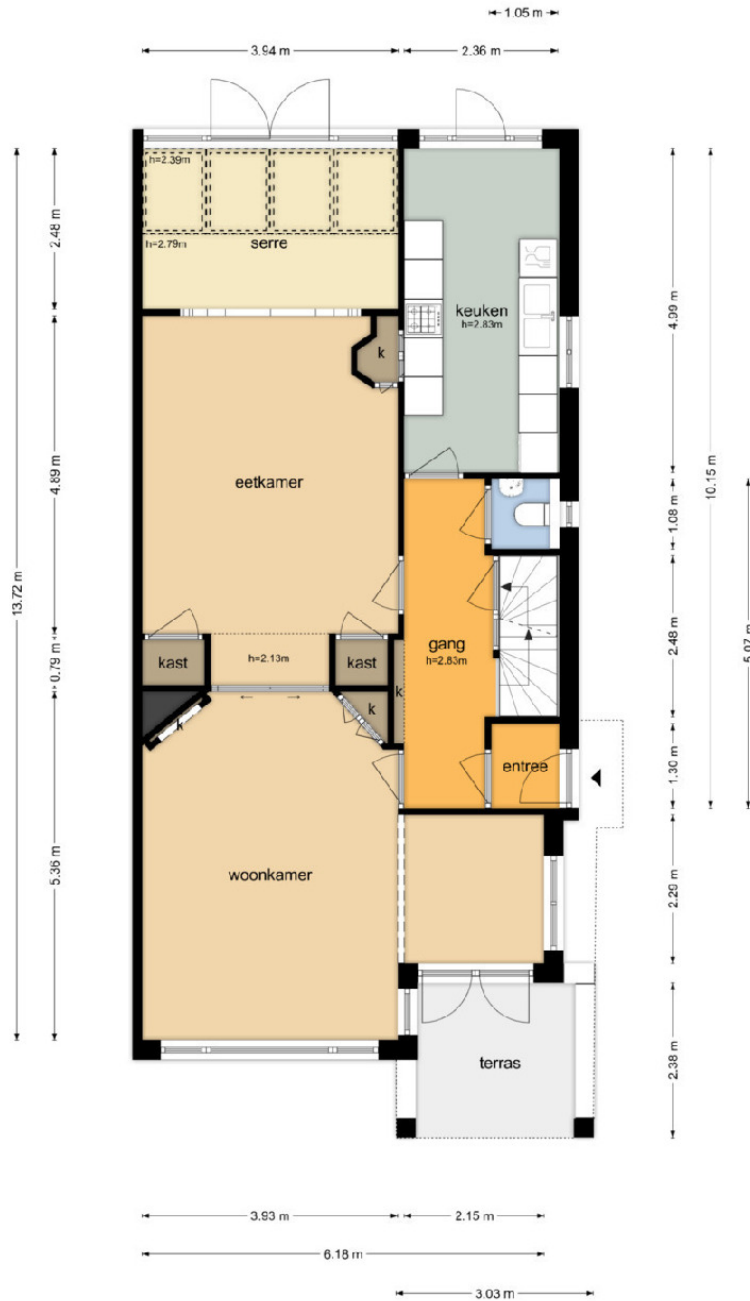 1.05 m
3.94 m
2.36 m
h=2.39m
h=2.79m
serre
2.48 m
keuken
h=2.83m
4.99 m
k
eetkamer
4.89 m
10.15 m
13.72 m
1.08 m
gang
h=2.83m
2.48 m
kast
h=2.13m
kast
0.79 m
k
k
k
entree
1.30 m
woonkamer
5.36 m
terras
2.38 m
3.93 m
2.15 m
6.18 m
3.03 m